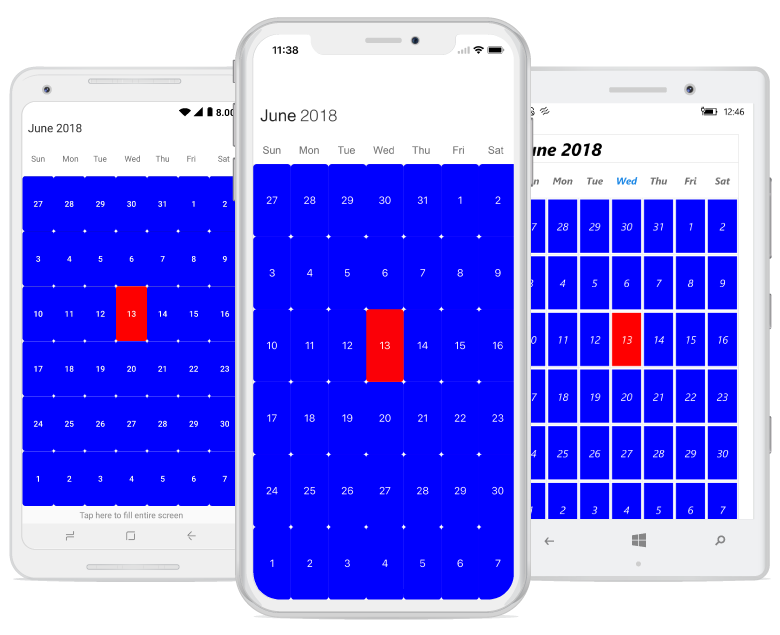 8.00
June 2018
Sun Mon Tue Wed Thu Fri Sat
27 28 29 30 31 1 2
3 4 5 6 7 8 9
10 11 12 13 14 15 16
17 18 19 20 21 22 23
24 25 26 27 28 29 30
1 2 3 4 5 6 7
Tap here to fill entire screen
11:38
June 2018
Sun Mon Tue Wed Thu Fri Sat
27 28 29 30 31 1 2
3 4 5 6 7 8 9
10 11 12 13 14 15 16
17 18 19 20 21 22 23
24 25 26 27 28 29 30
1 2 3 4 5 6 7
12:46
une 2018
Mon Tue Wed Thu Fri Sat
7 28 29 30 31 1 2
4 5 6 7 8 9
0 11 12 13 14 15 16
7 18 19 20 21 22 23
25 26 27 28 29 30
2 3 4 5 6 7